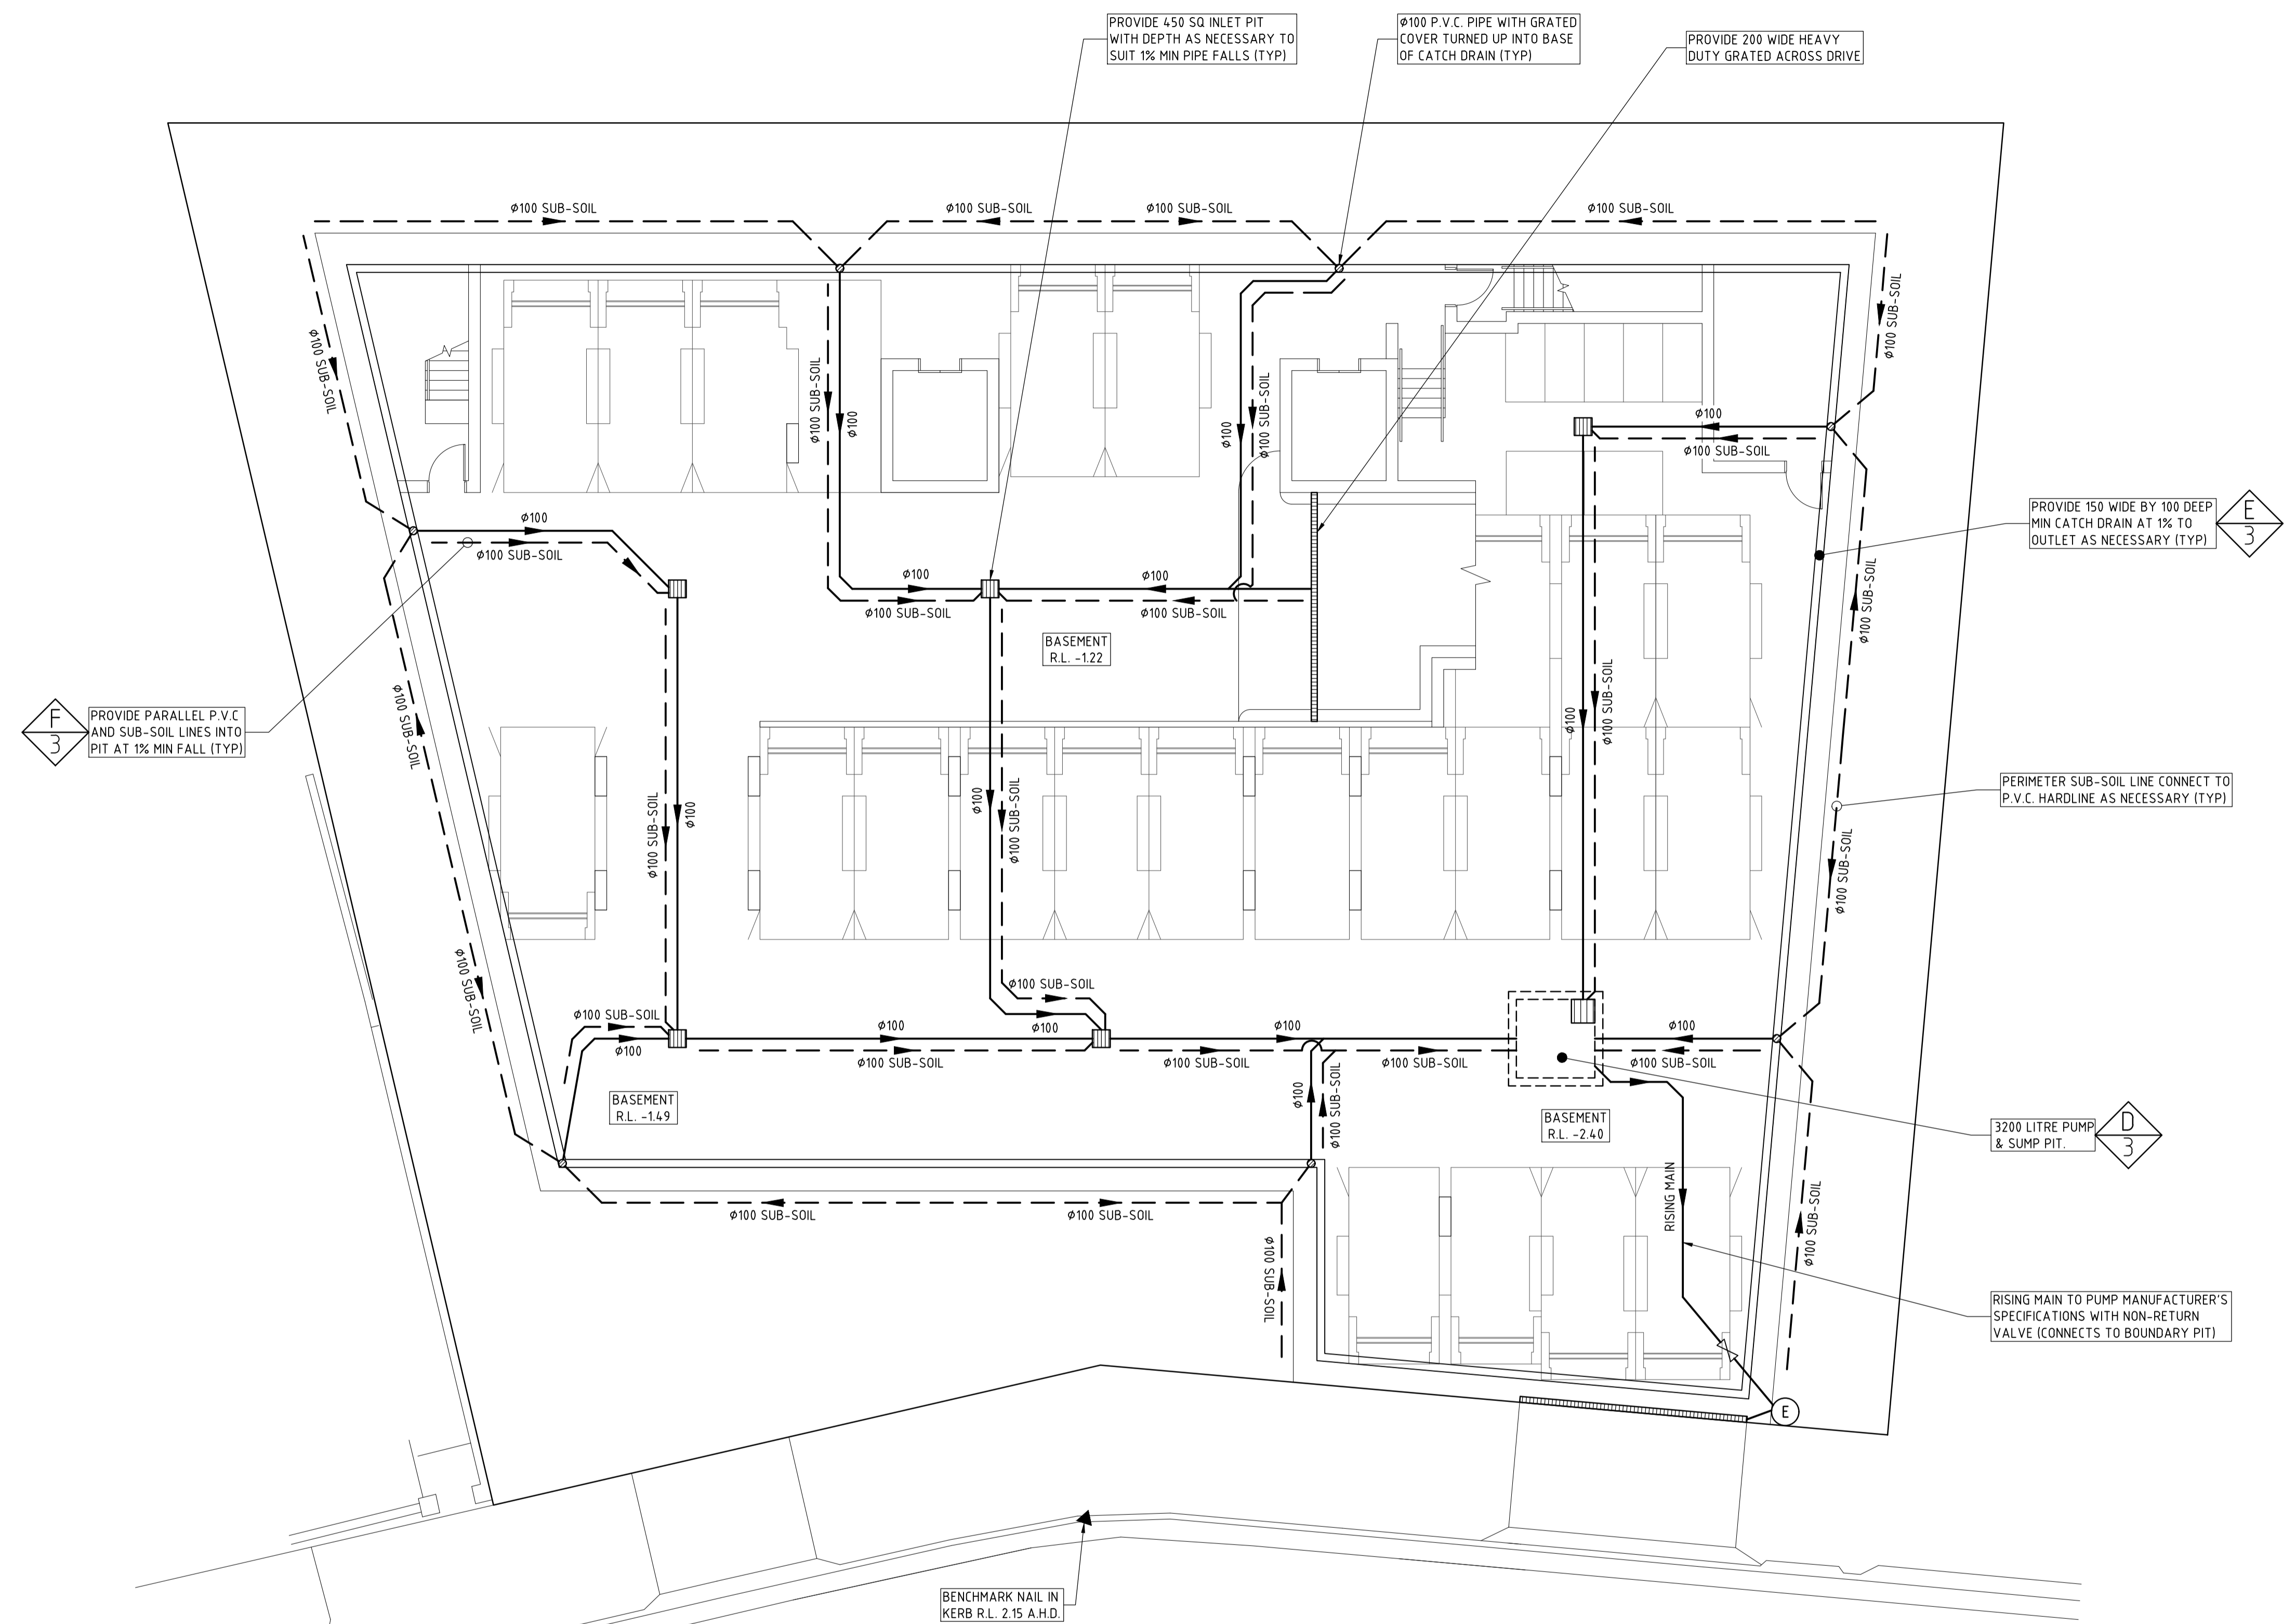 PROVIDE 450 SQ INLET PIT
WITH DEPTH AS NECESSARY TO
SUIT 1% MIN PIPE FALLS (TYP)
Ø100 P.V.C. PIPE WITH GRATED
COVER TURNED UP INTO BASE
OF CATCH DRAIN (TYP)
PROVIDE 200 WIDE HEAVY
DUTY GRATED ACROSS DRIVE
Ø100 SUB-SOIL
Ø100 SUB-SOIL
Ø100 SUB-SOIL
Ø100 SUB-SOIL
Ø100 SUB-SOIL
Ø100 SUB-SOIL
Ø100 SUB-SOIL
Ø100
Ø100
Ø100 SUB-SOIL
Ø100
Ø100 SUB-SOIL
PROVIDE 150 WIDE BY 100 DEEP
MIN CATCH DRAIN AT 1% TO
OUTLET AS NECESSARY (TYP)
E
3
Ø100
Ø100 SUB-SOIL
Ø100
Ø100 SUB-SOIL
Ø100
Ø100 SUB-SOIL
Ø100 SUB-SOIL
BASEMENT
R.L. -1.22
F
3
PROVIDE PARALLEL P.V.C
AND SUB-SOIL LINES INTO
PIT AT 1% MIN FALL (TYP)
Ø100 SUB-SOIL
Ø100
Ø100 SUB-SOIL
PERIMETER SUB-SOIL LINE CONNECT TO
P.V.C. HARDLINE AS NECESSARY (TYP)
Ø100 SUB-SOIL
Ø100
Ø100
Ø100 SUB-SOIL
Ø100 SUB-SOIL
Ø100 SUB-SOIL
Ø100 SUB-SOIL
Ø100 SUB-SOIL
Ø100
Ø100
Ø100
Ø100
Ø100
Ø100 SUB-SOIL
Ø100 SUB-SOIL
Ø100 SUB-SOIL
Ø100 SUB-SOIL
BASEMENT
R.L. -1.49
Ø100
Ø100 SUB-SOIL
BASEMENT
R.L. -2.40
3200 LITRE PUMP
& SUMP PIT.
D
3
RISING MAIN
Ø100 SUB-SOIL
Ø100 SUB-SOIL
Ø100 SUB-SOIL
Ø100 SUB-SOIL
RISING MAIN TO PUMP MANUFACTURER'S
SPECIFICATIONS WITH NON-RETURN
VALVE (CONNECTS TO BOUNDARY PIT)
E
BENCHMARK NAIL IN
KERB R.L. 2.15 A.H.D.